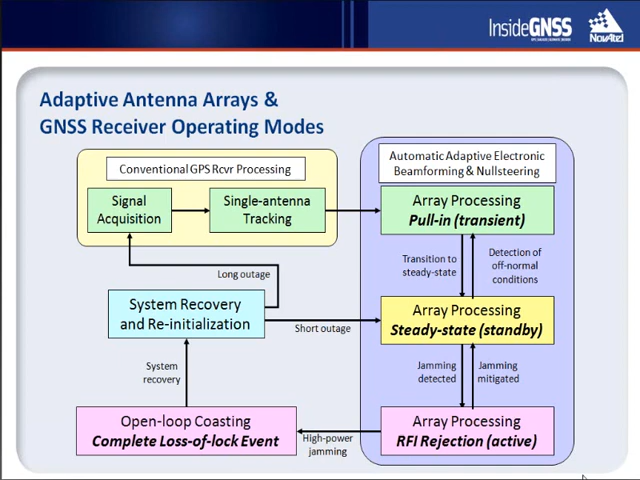 InsideGNSS
NovAtel
Adaptive Antenna Arrays &
GNSS Receiver Operating Modes
Conventional GPS Rcvr Processing
Automatic Adaptive Electronic
Beamforming & Nullsteering
Signal
Acquisition
Single-antenna
Tracking
Array Processing
Pull-in (transient)
Transition to
steady-state
Detection of
off-normal
conditions
Long outage
System Recovery
and Re-initialization
Short outage
Array Processing
Steady-state (standby)
System
recovery
Jamming
detected
Jamming
mitigated
Open-loop Coasting
Complete Loss-of-lock Event
High-power
jamming
Array Processing
RFI Rejection (active)